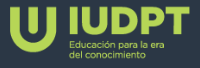 IUDPT
Educación para la era
del conocimiento